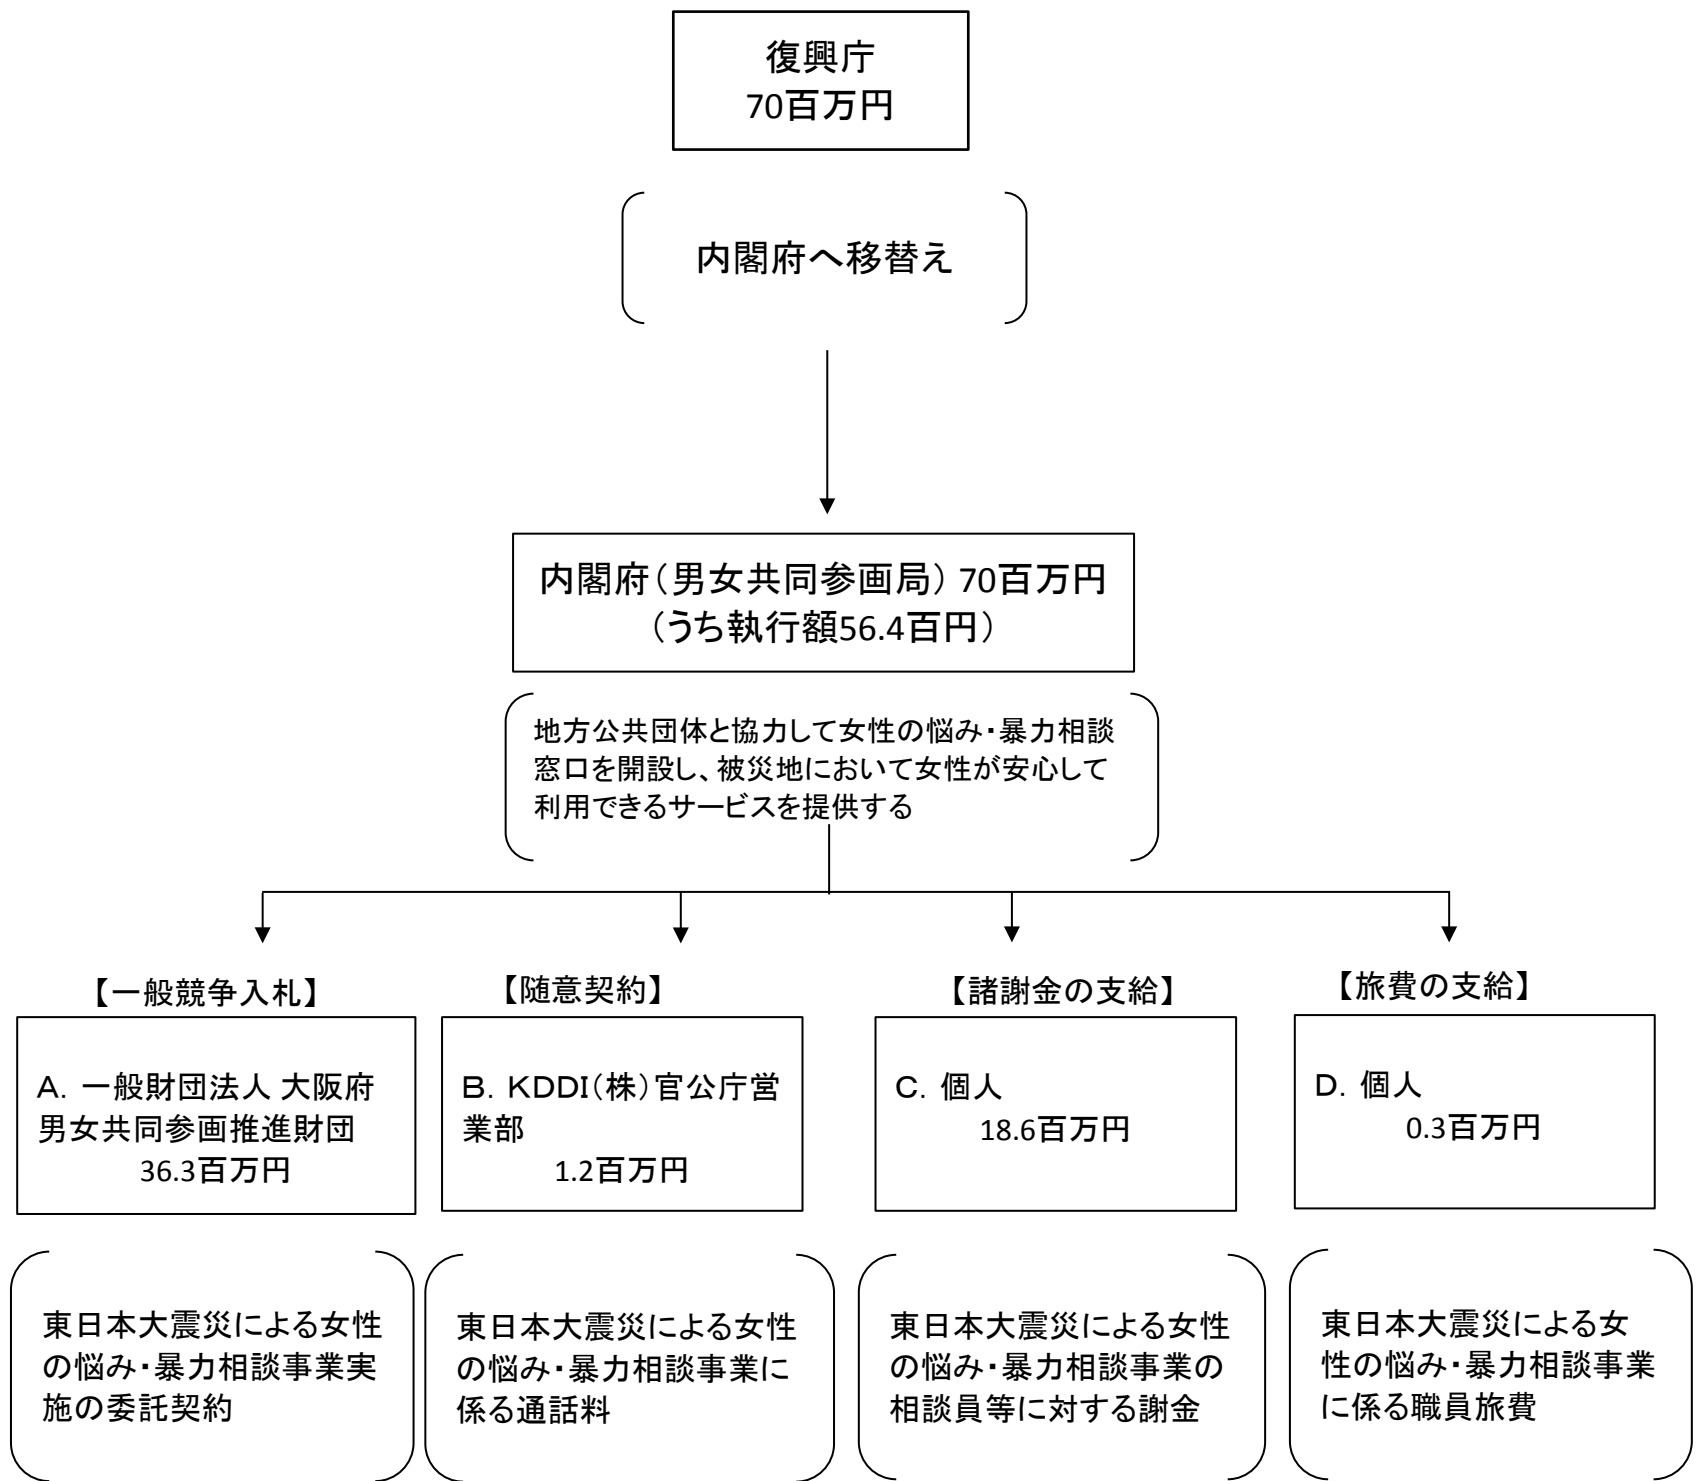 復興庁
70百万円
内閣府へ移替え
内閣府（男女共同参画局）70百万円
（うち執行額56.4百円）
地方公共団体と協力して女性の悩み・暴力相談
窓口を開設し、被災地において女性が安心して
利用できるサービスを提供する
【一般競争入札】
A．一般財団法人 大阪府
男女共同参画推進財団
36.3百万円
東日本大震災による女性
の悩み・暴力相談事業実
施の委託契約
【随意契約】
B．KDDI（株）官公庁営
業部
1.2百万円
東日本大震災による女性
の悩み・暴力相談事業に
係る通話料
【諸謝金の支給】
C．個人
18.6百万円
東日本大震災による女性
の悩み・暴力相談事業の
相談員等に対する謝金
【旅費の支給】
D．個人
0.3百万円
東日本大震災による女
性の悩み・暴力相談事業
に係る職員旅費